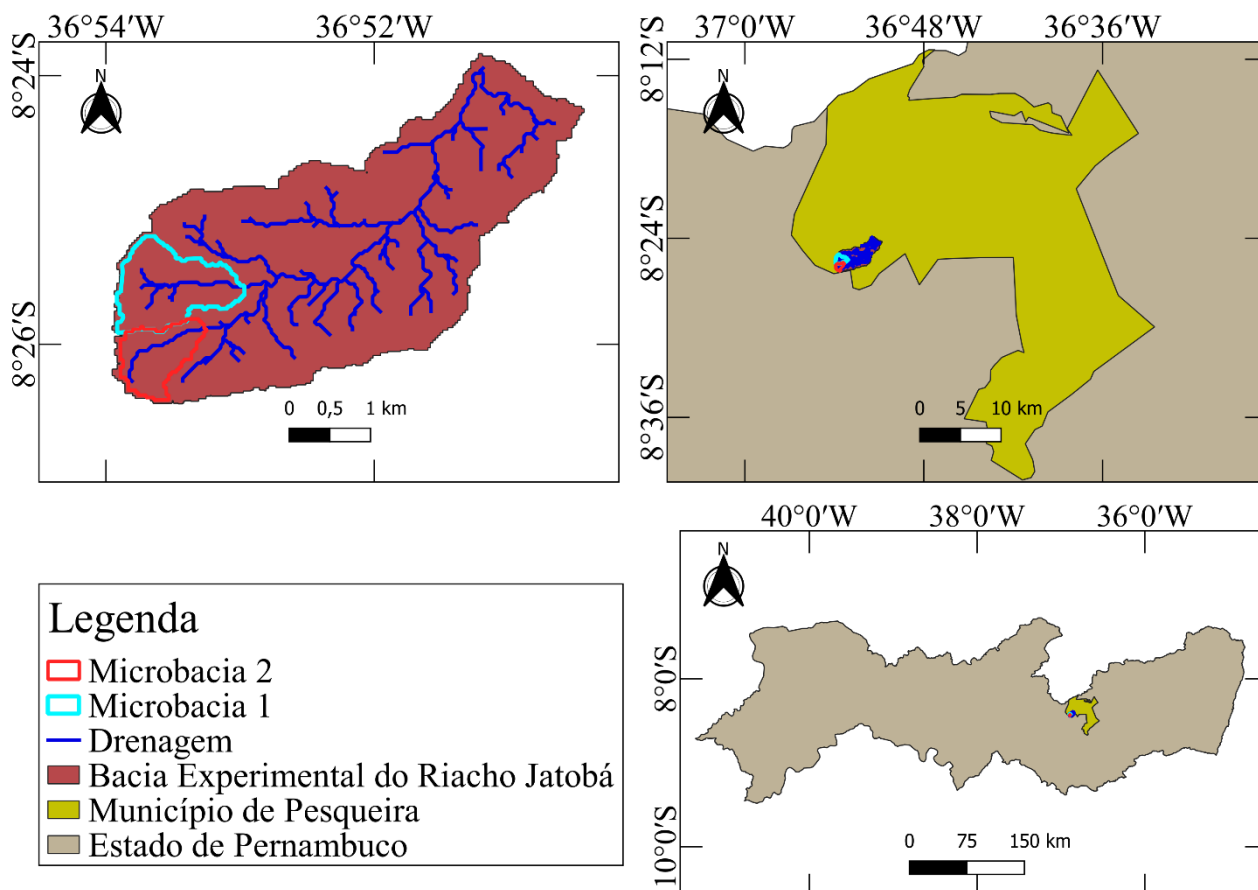 36°54′W 36°52′W
8°24′S
8°26′S
N
0 0,5 1 km
37°0′W 36°48′W 36°36′W
8°12′S
8°24′S
8°36′S
N
0 5 10 km
40°0′W 38°0′W 36°0′W
8°0′S
10°0′S
N
0 75 150 km
Legenda
Microbacia 2
Microbacia 1
Drenagem
Bacia Experimental do Riacho Jatobá
Município de Pesqueira
Estado de Pernambuco